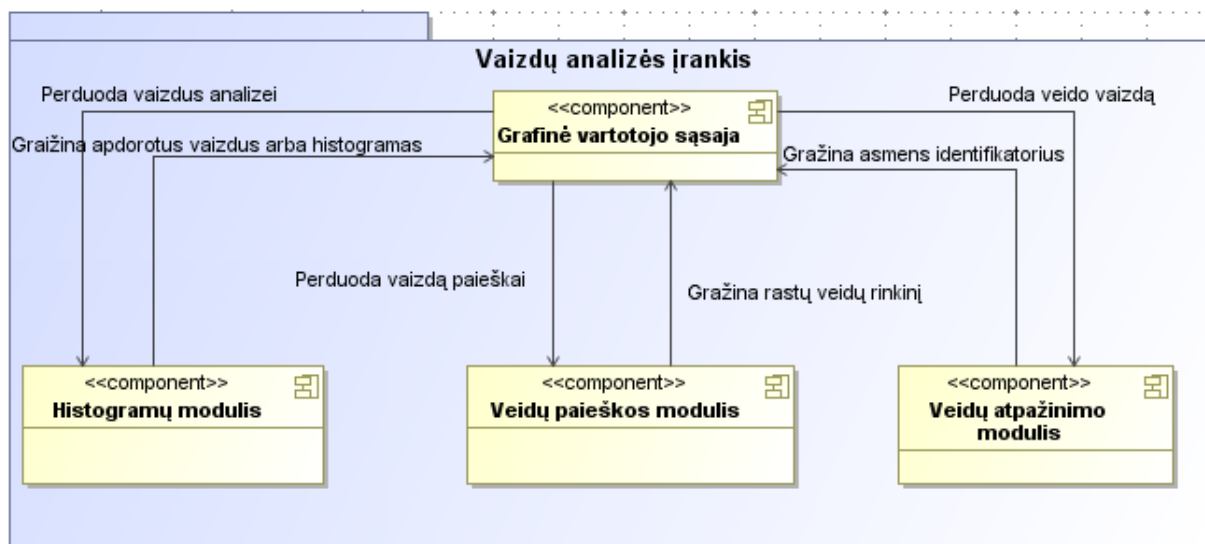 Vaizdų analizės įrankis
Perduoda vaizdus analizei
<<component>>
Grafinė vartotojo sąsaja
Perduoda veido vaizdą
Graižina apdorotus vaizdus arba histogramas
Gražina asmens identifikatorius
Perduoda vaizdą paieškai
Gražina rastų veidų rinkinį
<<component>>
Histogramų modulis
<<component>>
Veidų paieškos modulis
<<component>>
Veidų atpažinimo
modulis